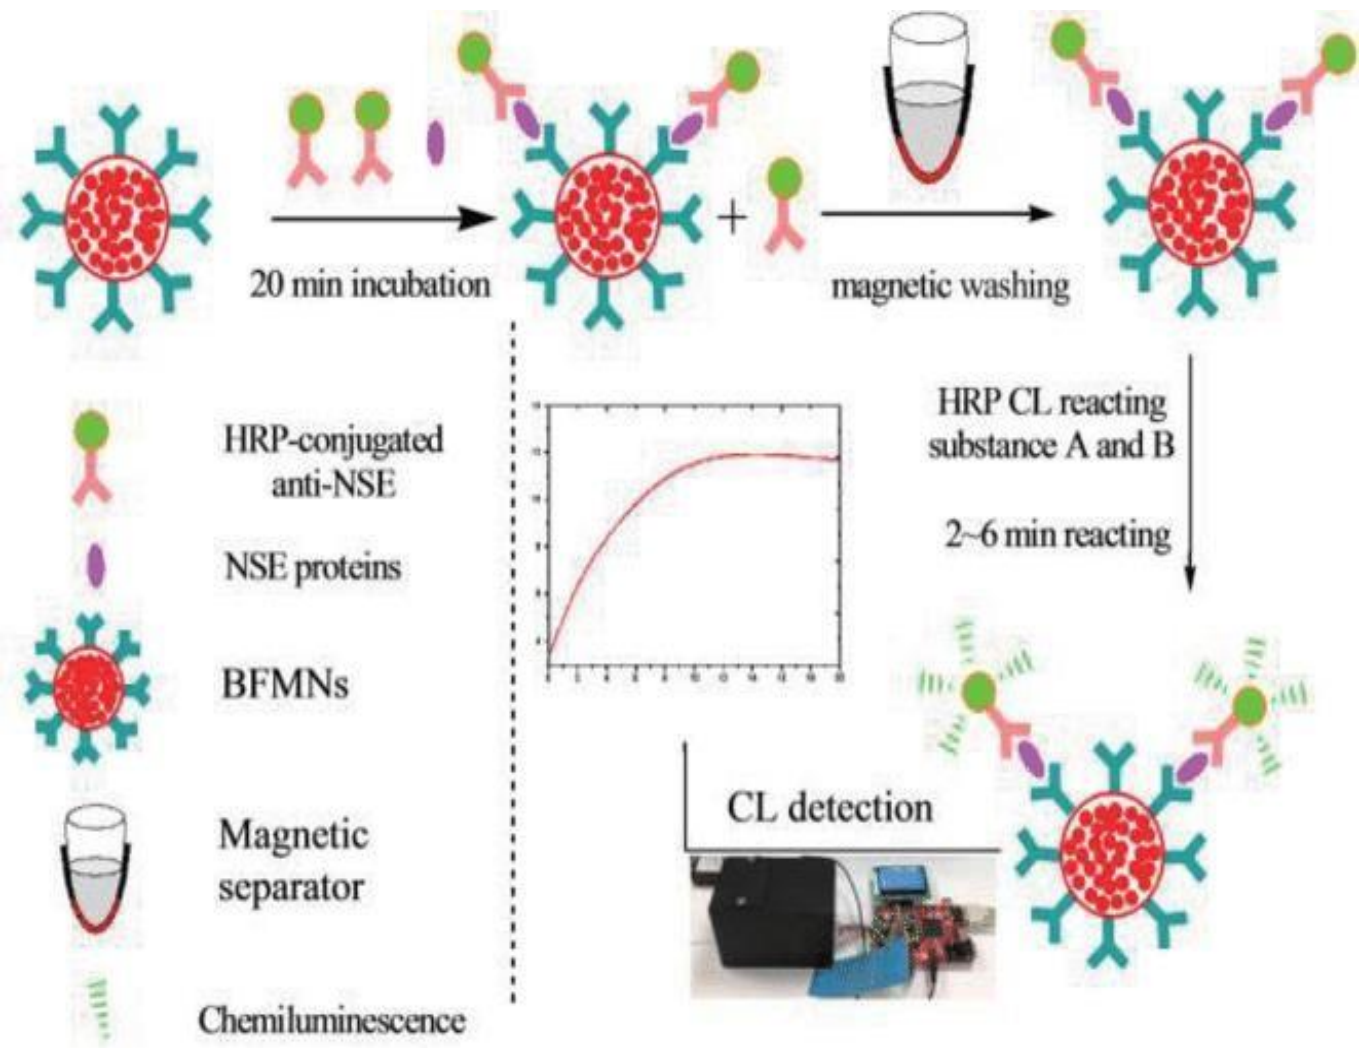 20 min incubation
+
magnetic washing
HRP-conjugated
anti-NSE
NSE proteins
BFMNs
Magnetic
separator
Chemiluminescence
HRP CL reacting
substance A and B
2~6 min reacting
CL detection